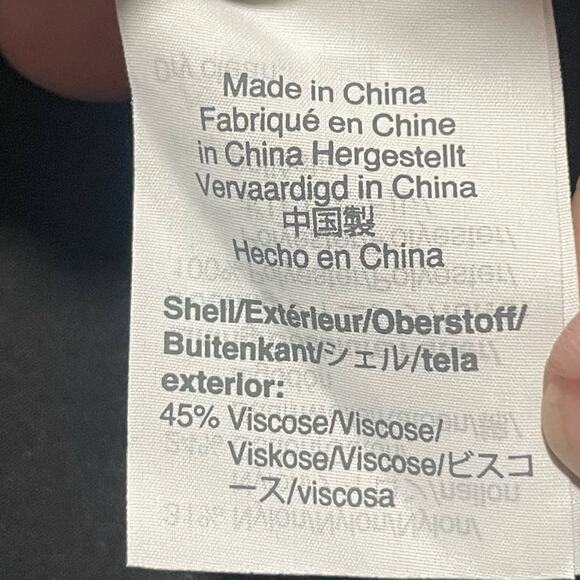 Made in China
Fabriqué en Chine
in China Hergestellt
Vervaardigd in China
中国製
Hecho en China
Shell/Extérieur/Oberstoff/
Buitenkant/シェル/tela
exterior:
45% Viscose/Viscose/
Viskose/Viscose/ビスコ
ース/viscosa